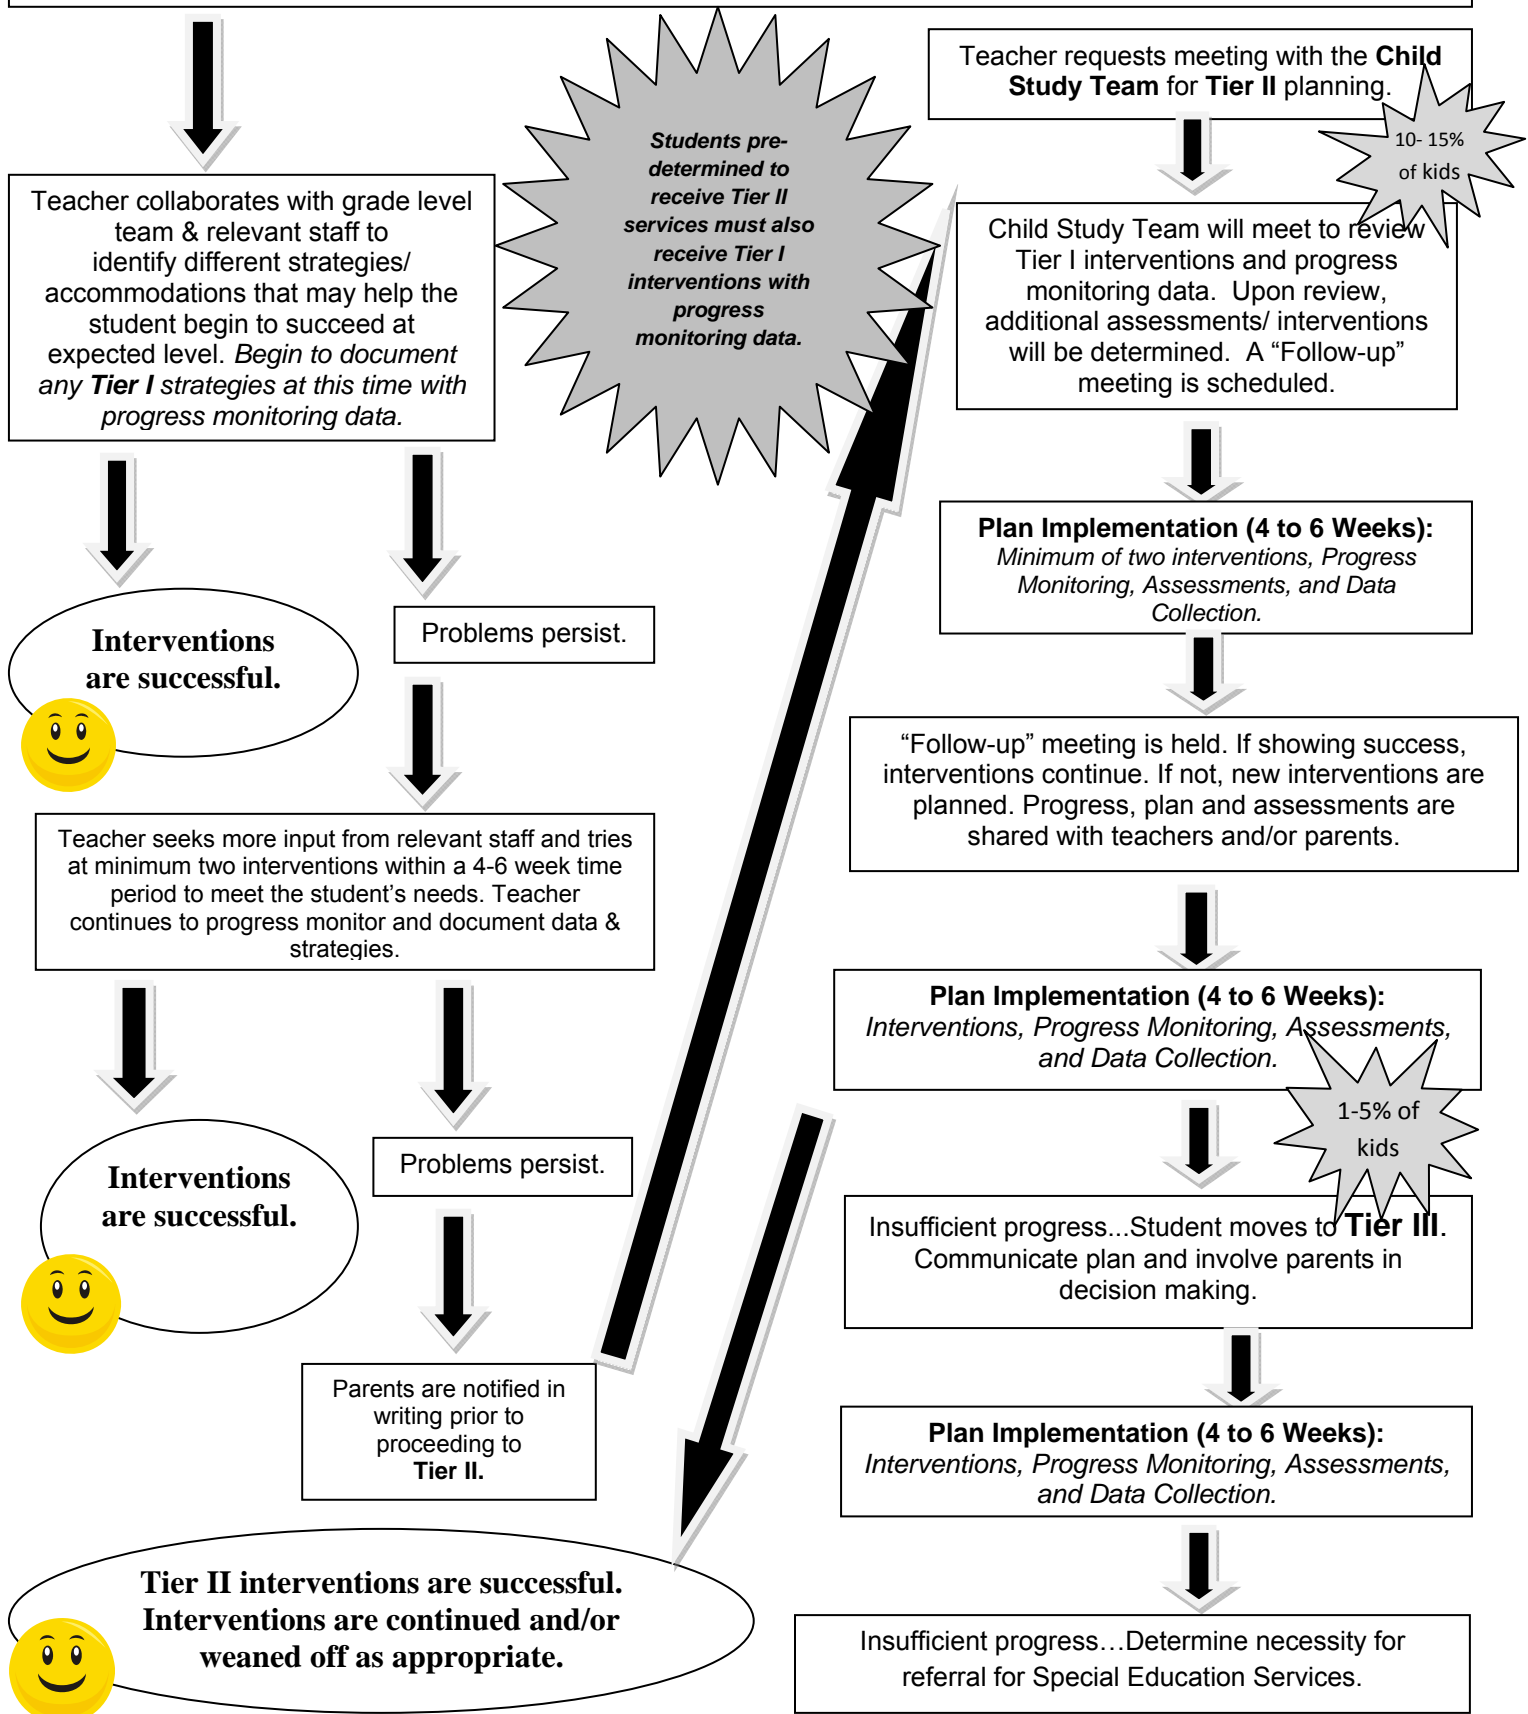 Teacher collaborates with grade level
team & relevant staff to
identify different strategies/
accommodations that may help the
student begin to succeed at
expected level. Begin to document
any Tier I strategies at this time with
progress monitoring data.
Interventions
are successful.
Problems persist.
Teacher seeks more input from relevant staff and tries
at minimum two interventions within a 4-6 week time
period to meet the student’s needs. Teacher
continues to progress monitor and document data &
strategies.
Interventions
are successful.
Problems persist.
Parents are notified in
writing prior to
proceeding to
Tier II.
Tier II interventions are successful.
Interventions are continued and/or
weaned off as appropriate.
Students pre-
determined to
receive Tier II
services must also
receive Tier I
interventions with
progress
monitoring data.
Teacher requests meeting with the Child
Study Team for Tier II planning.
10- 15%
of kids
Child Study Team will meet to review
Tier I interventions and progress
monitoring data.  Upon review,
additional assessments/ interventions
will be determined.  A “Follow-up”
meeting is scheduled.
Plan Implementation (4 to 6 Weeks):
Minimum of two interventions, Progress
Monitoring, Assessments, and Data
Collection.
“Follow-up” meeting is held. If showing success,
interventions continue. If not, new interventions are
planned. Progress, plan and assessments are
shared with teachers and/or parents.
Plan Implementation (4 to 6 Weeks):
Interventions, Progress Monitoring, Assessments,
and Data Collection.
1-5% of
kids
Insufficient progress...Student moves to Tier III.
Communicate plan and involve parents in
decision making.
Plan Implementation (4 to 6 Weeks):
Interventions, Progress Monitoring, Assessments,
and Data Collection.
Insufficient progress…Determine necessity for
referral for Special Education Services.